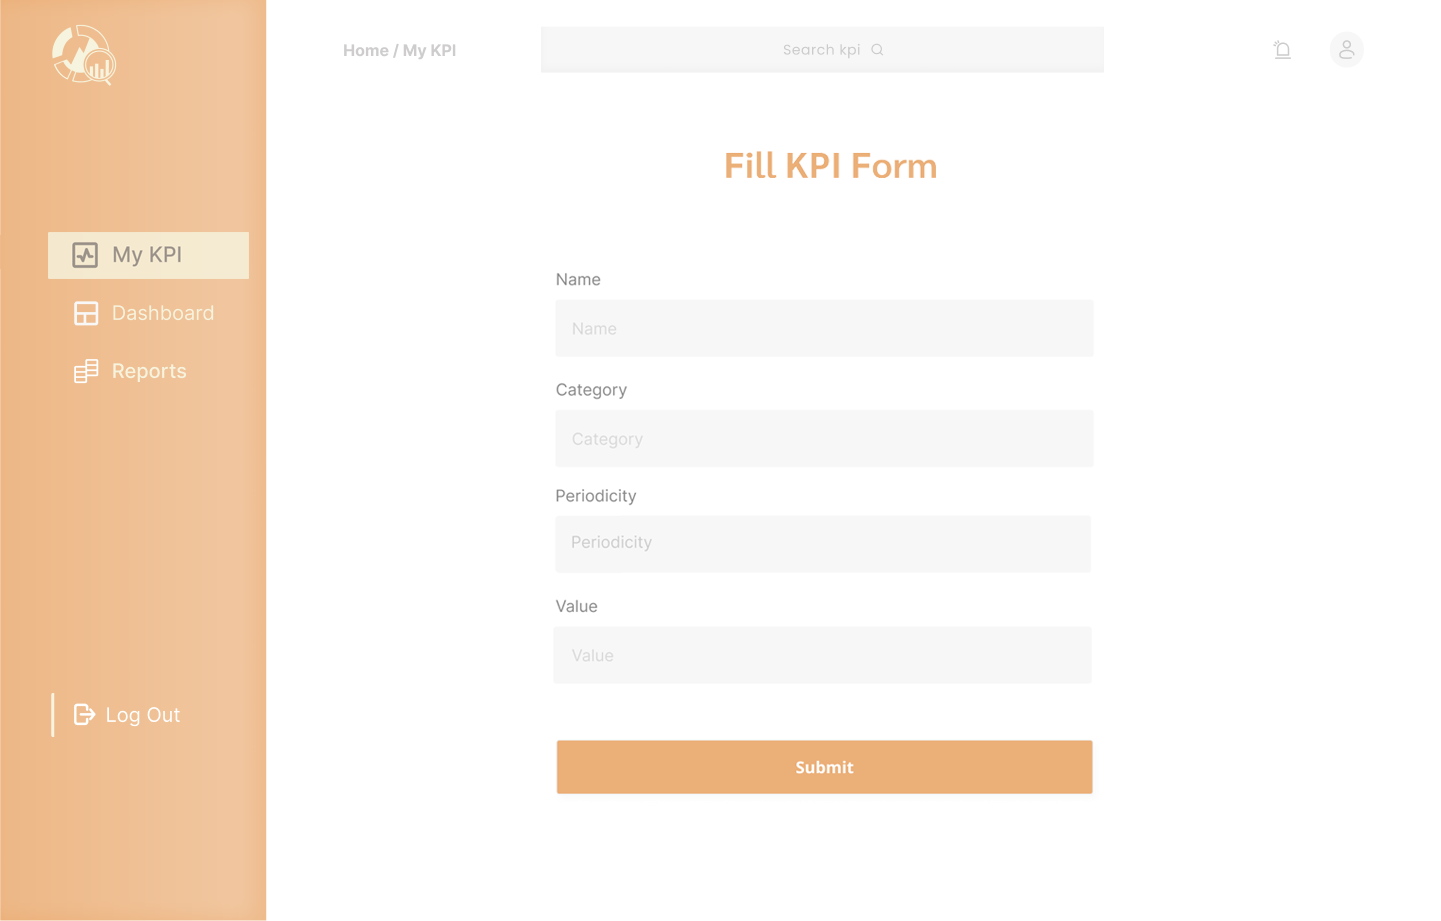 Home / My KPI
Search kpi
Fill KPI Form
My KPI
Dashboard
Reports
Log Out
Name
Name
Category
Category
Periodicity
Periodicity
Value
Value
Submit